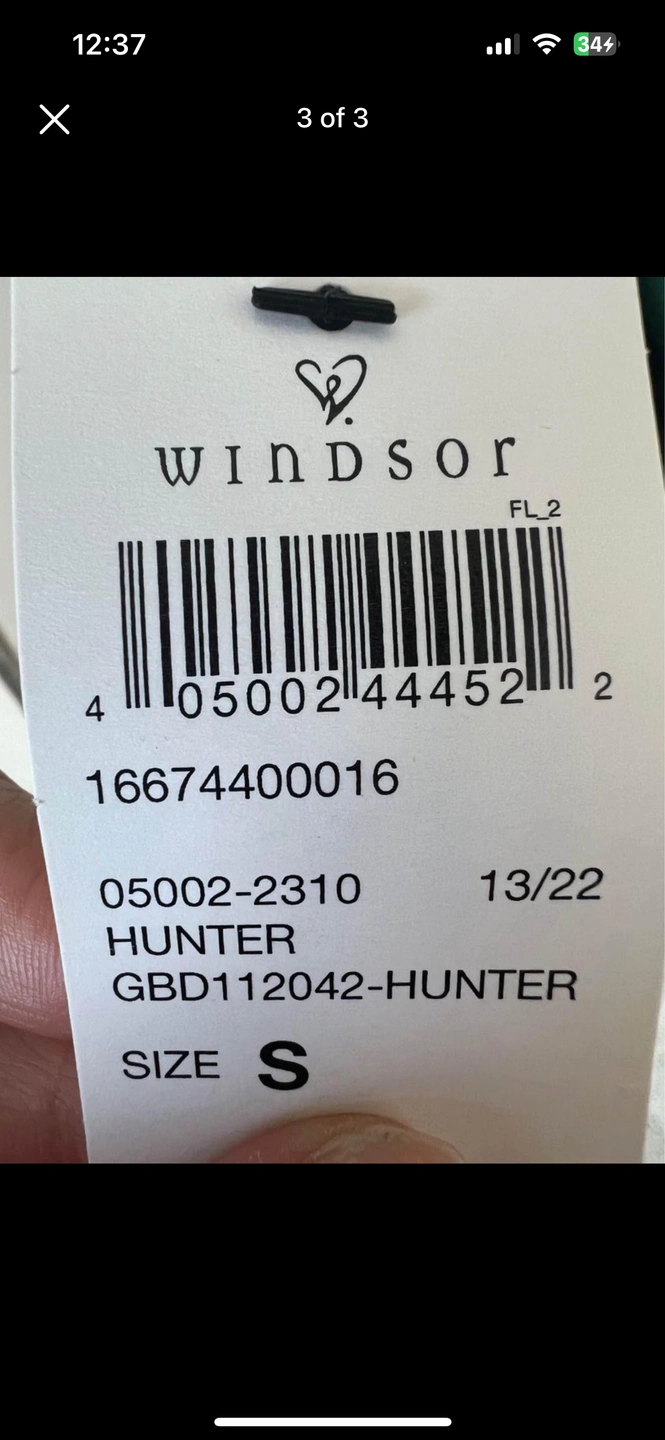 12:37
34
3 of 3
WINDSOR
FL_2
4 05002 44452 2
16674400016
05002-2310 13/22
HUNTER
GBD112042-HUNTER
SIZE S